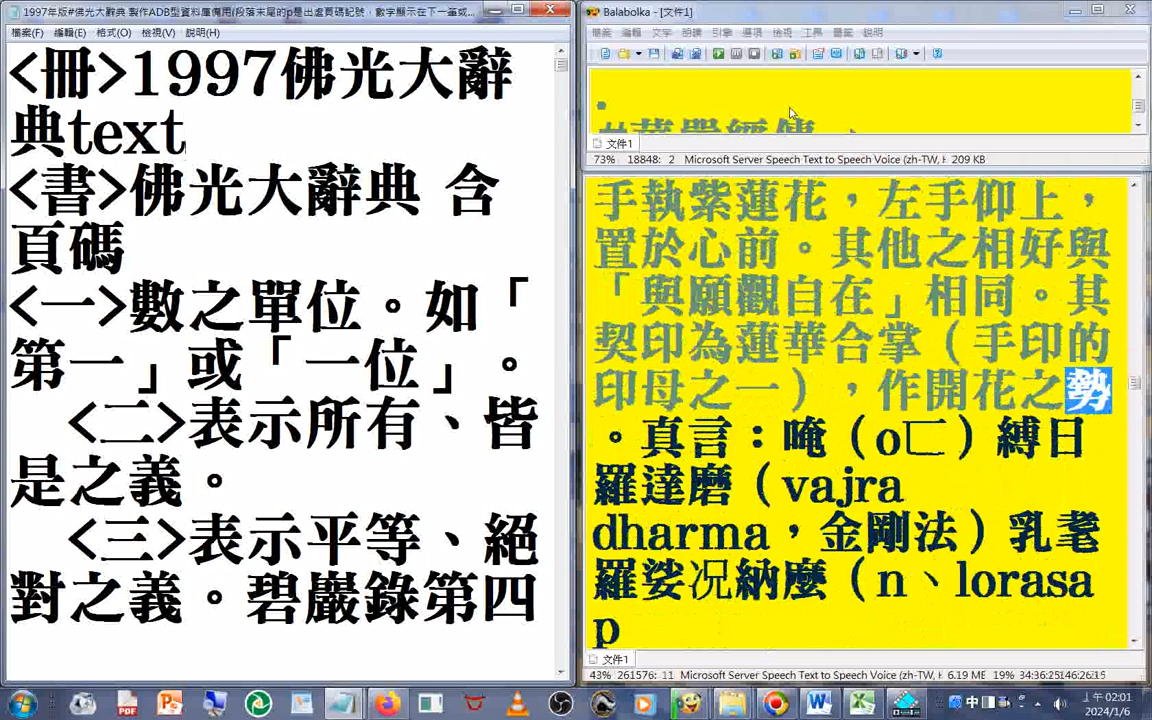 1997年版#佛光大辭典 製作ADB型資料庫備用(段落末尾的p是出處頁碼記號，數字顯示在下一筆或...
檔案(F) 編輯(E) 格式(O) 檢視(V) 說明(H)
<冊>1997佛光大辭
典text
<書>佛光大辭典 含
頁碼
<一>數之單位。如「
第一」或「一位」。
<二>表示所有、皆
是之義。
<三>表示平等、絕
對之義。碧巖錄第四
Balabolka - [文件1]
檔案 編輯 文字 朗讀 引擎 選項 檢視 工具 書籤 說明
#華嚴經傳
文件1
73% 18848: 2 Microsoft Server Speech Text to Speech Voice (zh-TW, H 209 KB
手執紫蓮花，左手仰上，
置於心前。其他之相好與
「與願觀自在」相同。其
契印為蓮華合掌（手印的
印母之一），作開花之勢
。真言：唵（oㄈ）縛日
羅達磨（vajra
dharma，金剛法）乳耄
羅娑况納麼（n、lorasa
p
文件1
43% 261576: 11 Microsoft Server Speech Text to Speech Voice (zh-TW, H 6.19 ME 19%
上午 02:01
2024/1/6